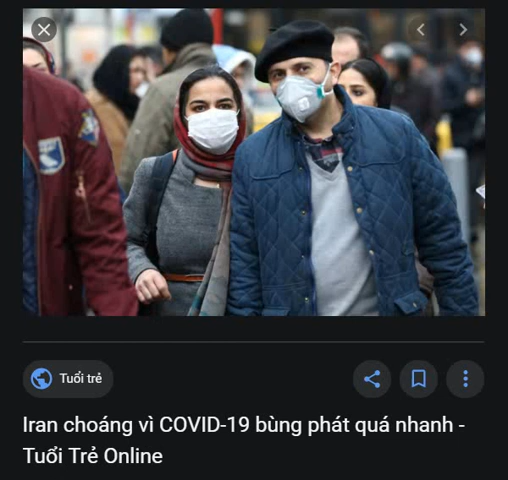 Tuổi trẻ
Iran choáng vì COVID-19 bùng phát quá nhanh -
Tuổi Trẻ Online